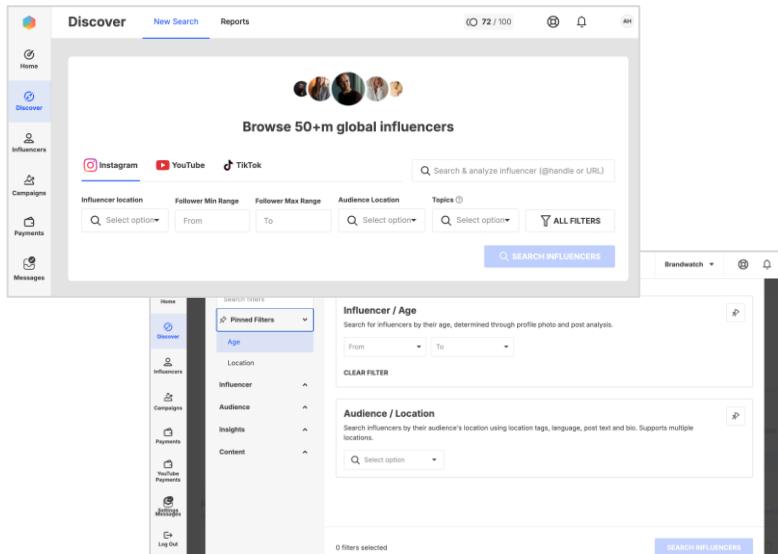 Discover
New Search
Reports
72 / 100
AH
Home
Discover
Influencers
Campaigns
Payments
Messages
Browse 50+m global influencers
Instagram
YouTube
TikTok
Search & analyze influencer (@handle or URL)
Influencer location
Follower Min Range
Follower Max Range
Audience Location
Topics
Select option
From
To
Select option
Select option
ALL FILTERS
SEARCH INFLUENCERS
Brandwatch
Home
Discover
Influencers
Campaigns
Payments
YouTube
Payments
Settings
Messages
Log Out
Search filters
Pinned Filters
Age
Location
Influencer
Audience
Insights
Content
Influencer / Age
Search for influencers by their age, determined through profile photo and post analysis.
From
To
CLEAR FILTER
Audience / Location
Search influencers by their audience's location using location tags, language, post text and bio. Supports multiple
locations.
Select option
0 filters selected
SEARCH INFLUENCERS